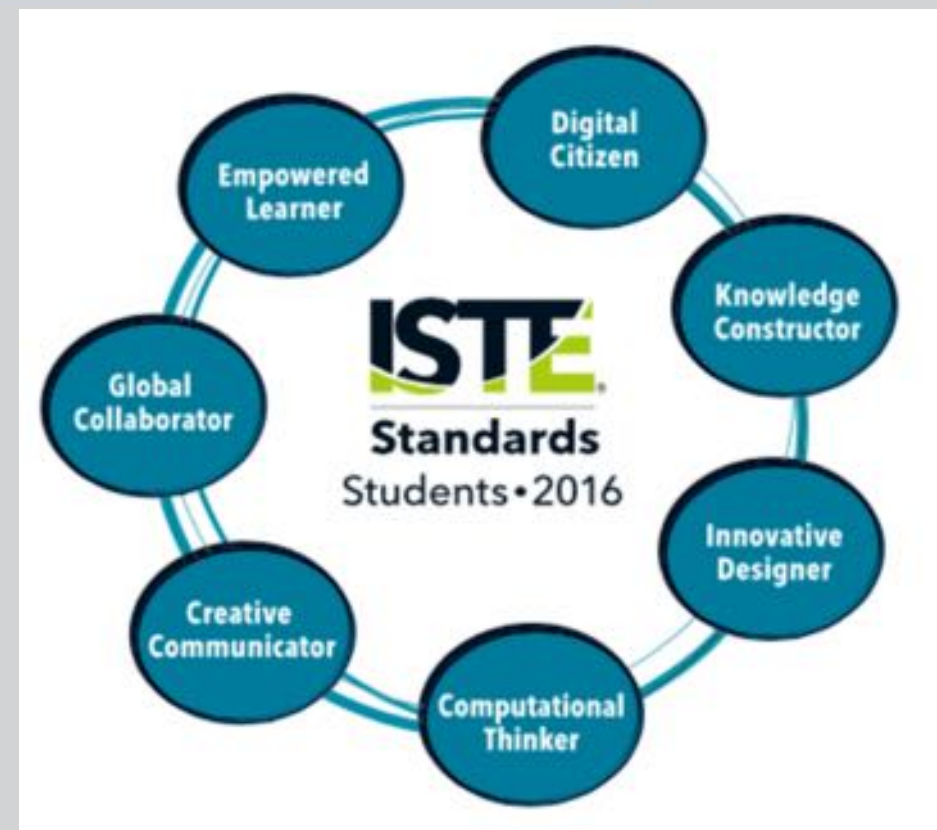 Digital
Citizen
Empowered
Learner
Knowledge
Constructor
ISTE
Standards
Students•2016
Global
Collaborator
Innovative
Designer
Creative
Communicator
Computational
Thinker